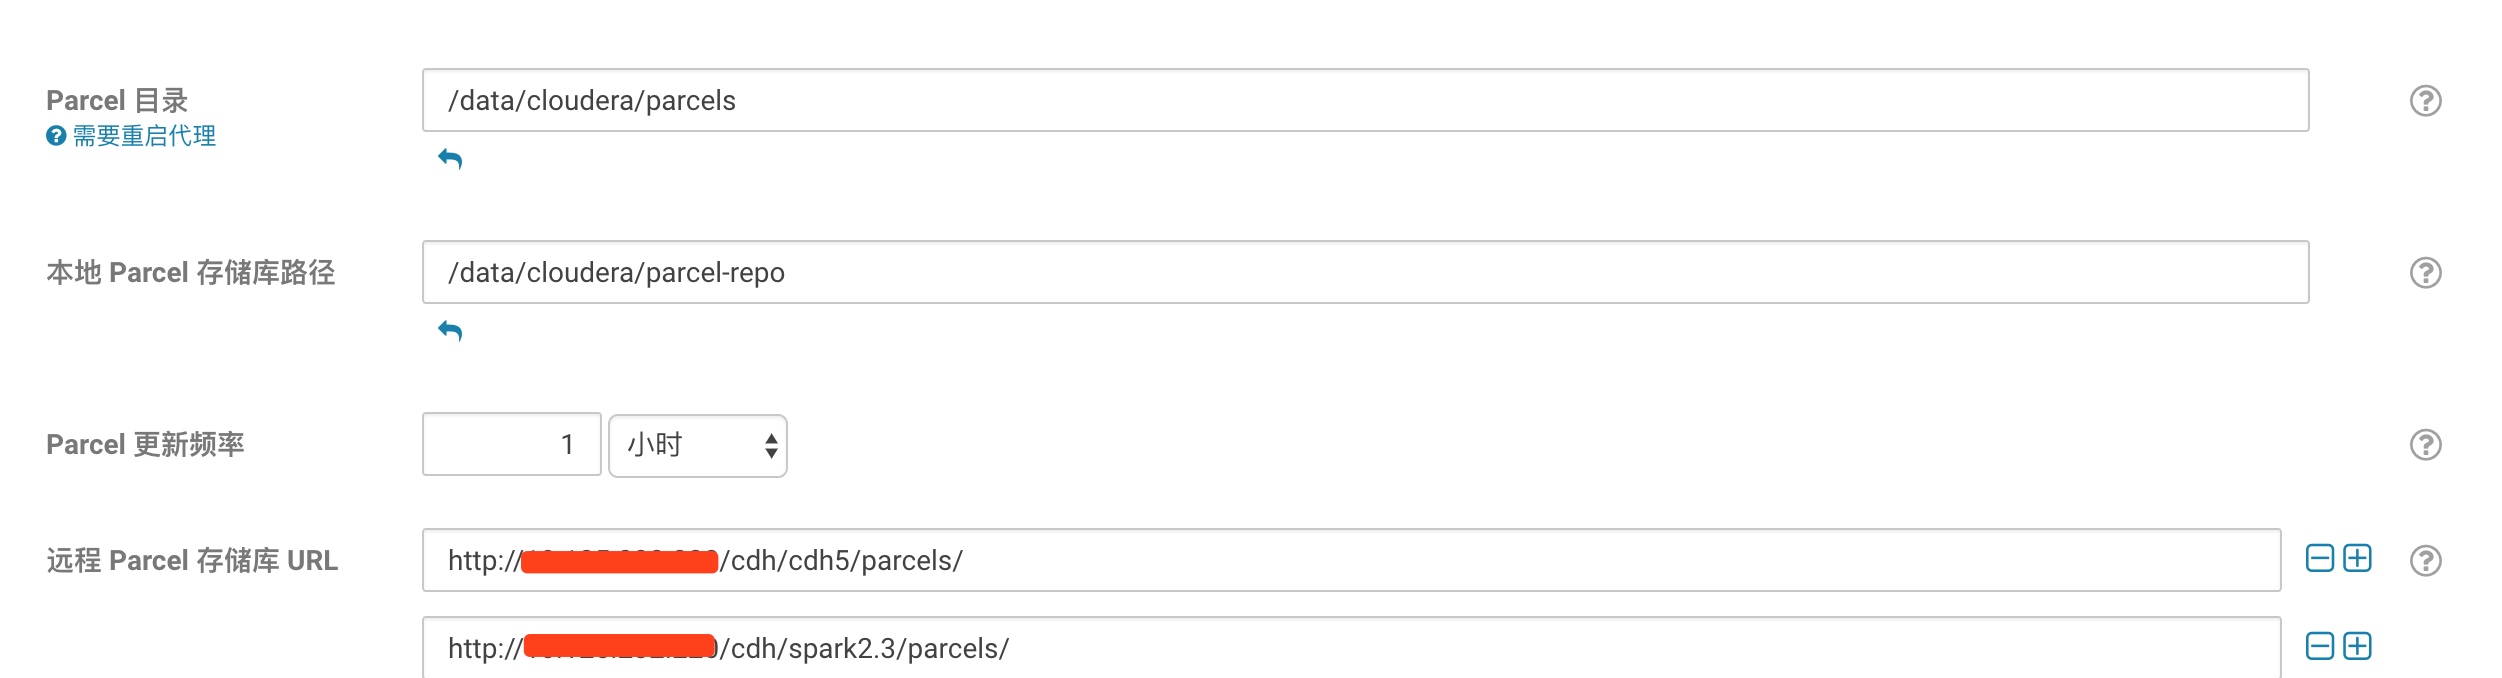 Parcel 目录
/data/cloudera/parcels
需要重启代理
本地 Parcel 存储库路径
/data/cloudera/parcel-repo
Parcel 更新频率
1 小时
远程 Parcel 存储库 URL
http:// /cdh/cdh5/parcels/
http:// /cdh/spark2.3/parcels/